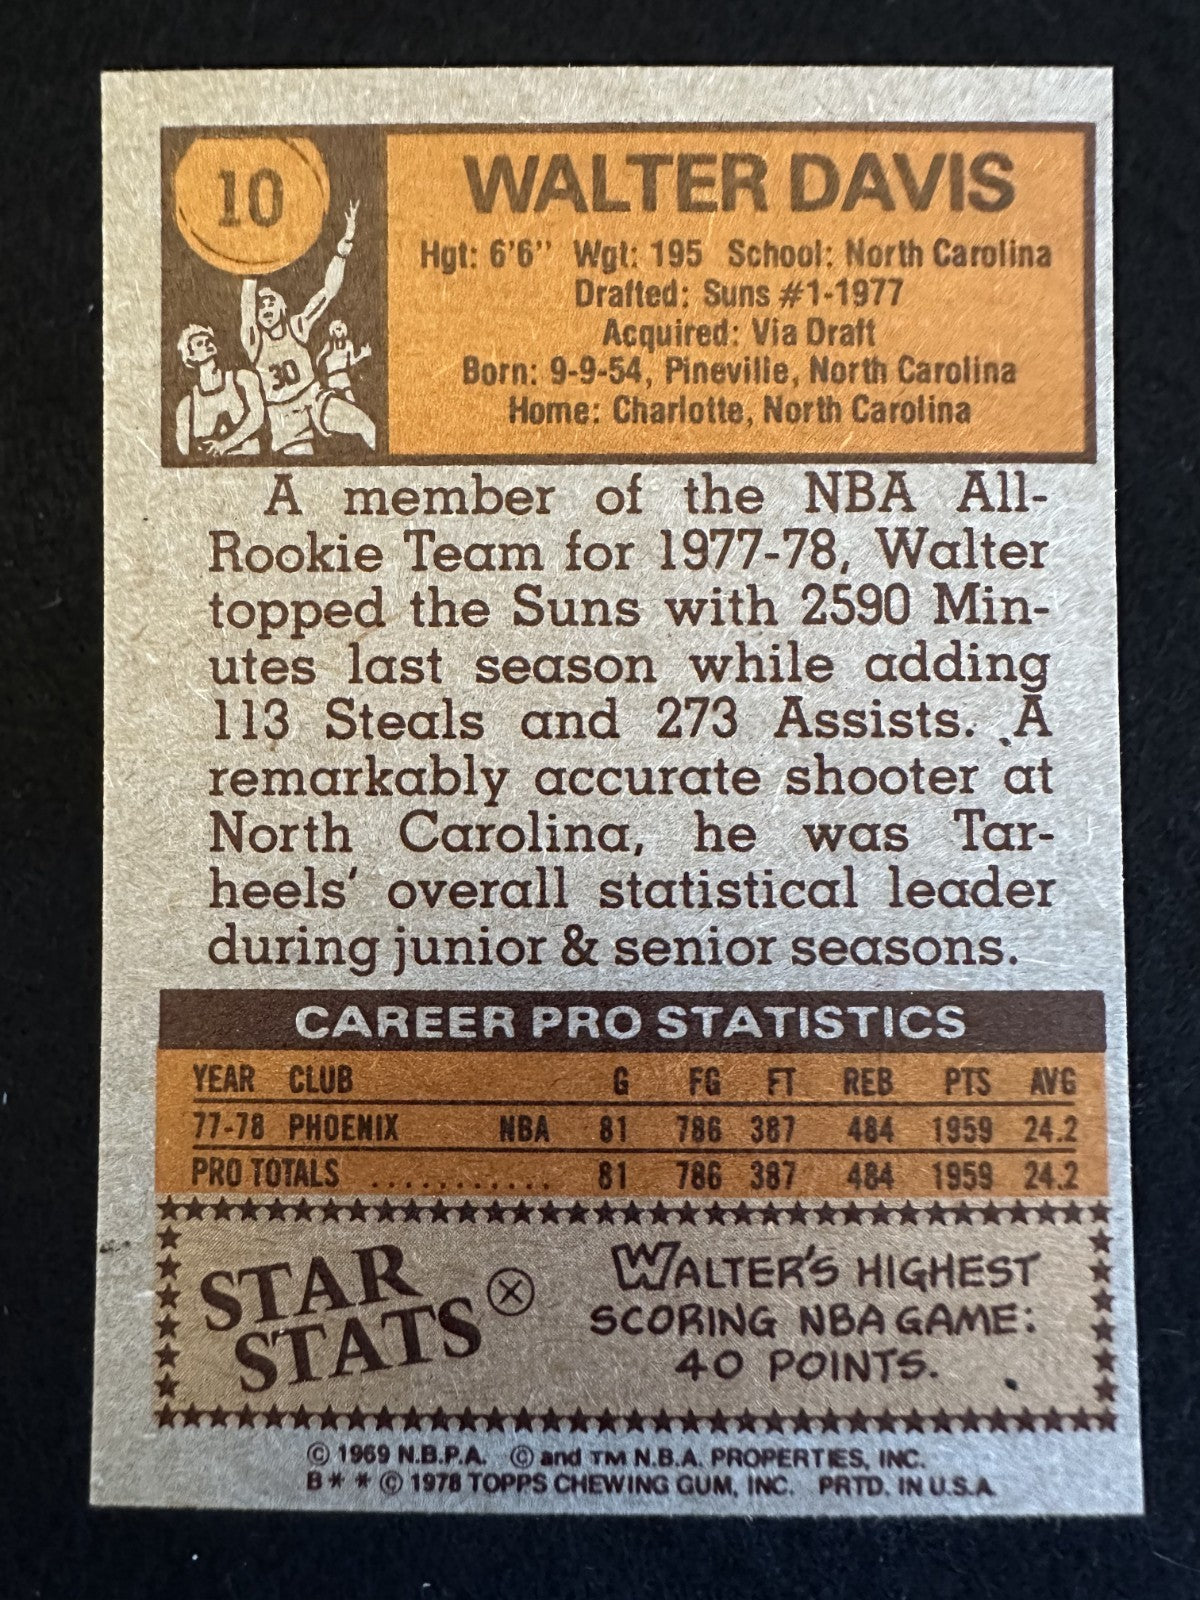 10
WALTER DAVIS
Hgt: 6'6" Wgt: 195 School: North Carolina
Drafted: Suns #1-1977
Acquired: Via Draft
Born: 9-9-54, Pineville, North Carolina
Home: Charlotte, North Carolina
30
A member of the NBA All-
Rookie Team for 1977-78, Walter
topped the Suns with 2590 Min-
utes last season while adding
113 Steals and 273 Assists. A
remarkably accurate shooter at
North Carolina, he was Tar-
heels' overall statistical leader
during junior & senior seasons.
CAREER PRO STATISTICS
YEAR CLUB G FG FT REB PTS AVG
77-78 PHOENIX NBA 81 786 387 484 1959 24.2
PRO TOTALS ........... 81 786 387 484 1959 24.2
STAR
STATS
WALTER'S HIGHEST
SCORING NBA GAME:
40 POINTS.
© 1969 N.B.P.A. © and TM N.B.A. PROPERTIES, INC.
B * * © 1978 TOPPS CHEWING GUM, INC. PRTD. IN U.S.A.